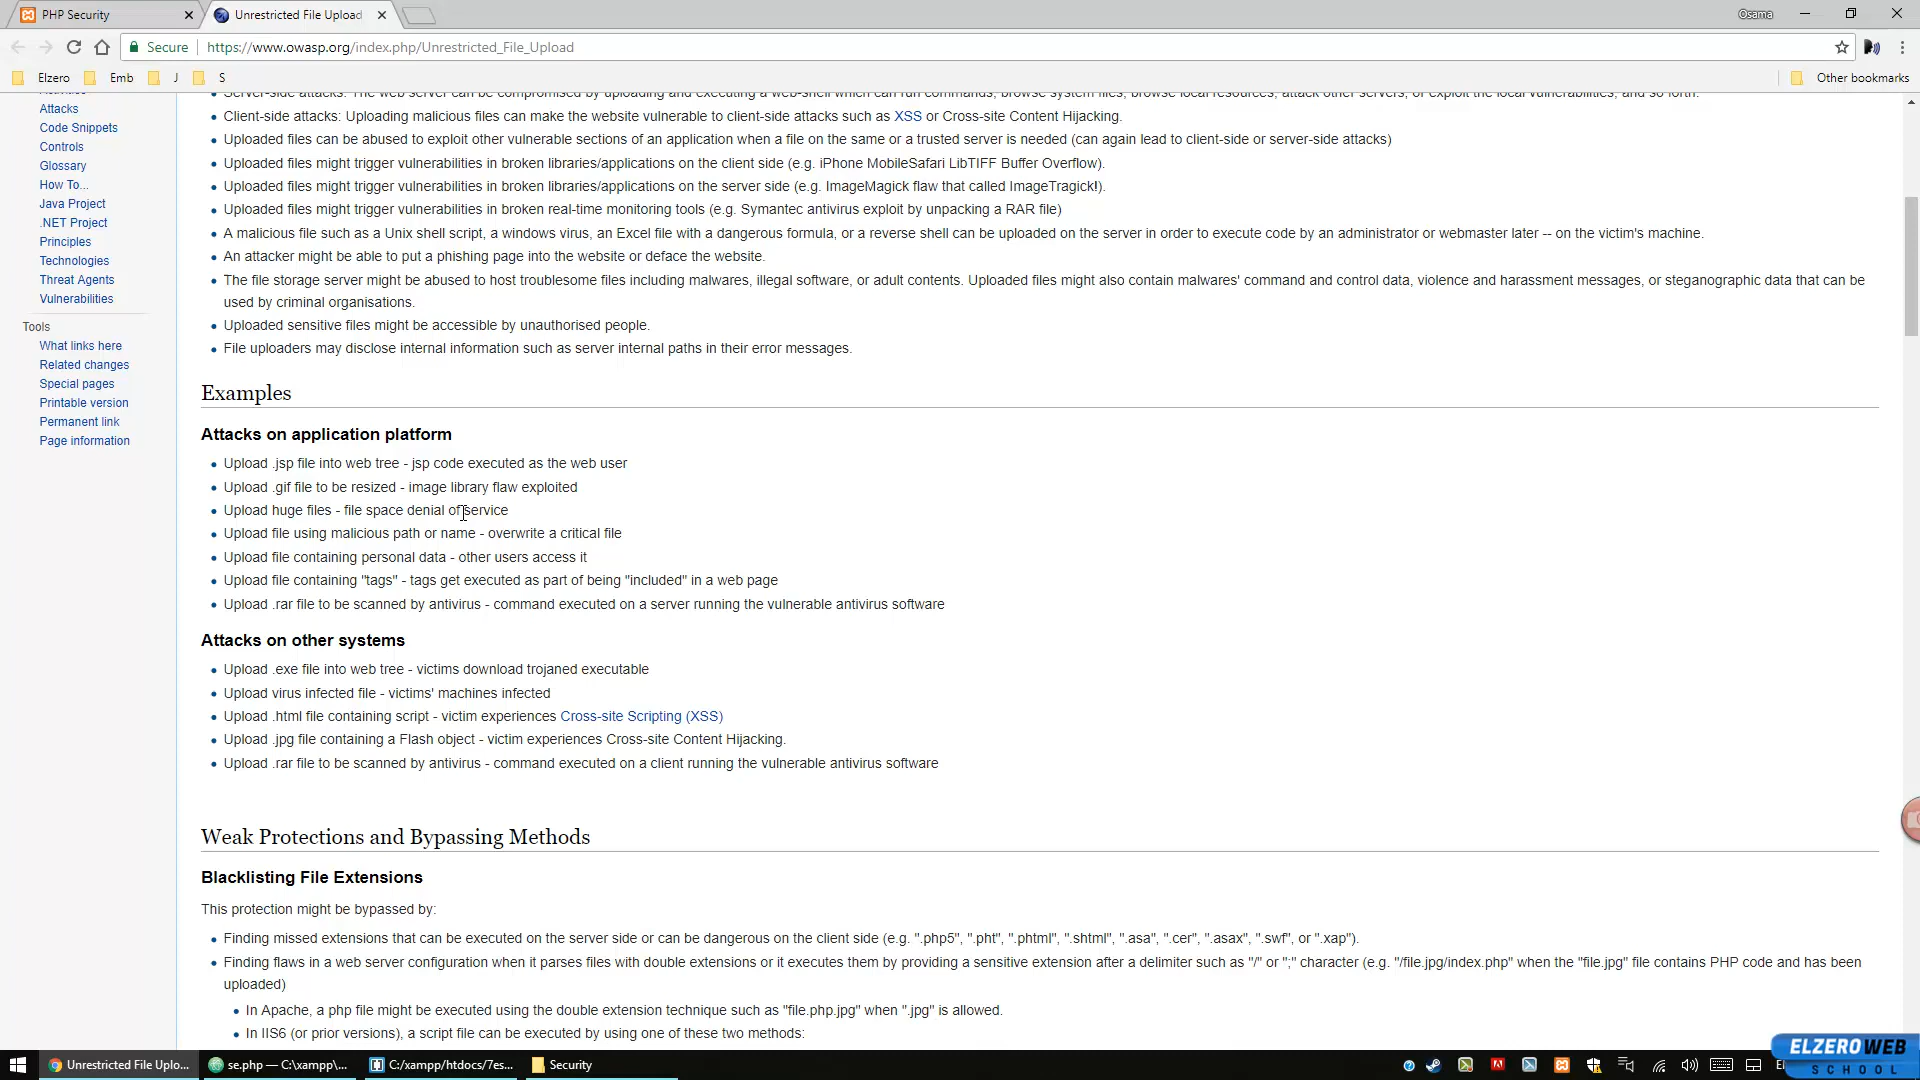 PHP Security
Unrestricted File Upload
Osama
Secure
https://www.owasp.org/index.php/Unrestricted_File_Upload
Elzero
Emb
J
S
Other bookmarks
Attacks
Code Snippets
Controls
Glossary
How To...
Java Project
.NET Project
Principles
Technologies
Threat Agents
Vulnerabilities
Tools
What links here
Related changes
Special pages
Printable version
Permanent link
Page information
Server-side attacks: The web server can be compromised by uploading and executing a web-shell which can run commands, browse system files, browse local resources, attack other servers, or exploit the local vulnerabilities, and so forth.
Client-side attacks: Uploading malicious files can make the website vulnerable to client-side attacks such as XSS or Cross-site Content Hijacking.
Uploaded files can be abused to exploit other vulnerable sections of an application when a file on the same or a trusted server is needed (can again lead to client-side or server-side attacks)
Uploaded files might trigger vulnerabilities in broken libraries/applications on the client side (e.g. iPhone MobileSafari LibTIFF Buffer Overflow).
Uploaded files might trigger vulnerabilities in broken libraries/applications on the server side (e.g. ImageMagick flaw that called ImageTragick!).
Uploaded files might trigger vulnerabilities in broken real-time monitoring tools (e.g. Symantec antivirus exploit by unpacking a RAR file)
A malicious file such as a Unix shell script, a windows virus, an Excel file with a dangerous formula, or a reverse shell can be uploaded on the server in order to execute code by an administrator or webmaster later -- on the victim's machine.
An attacker might be able to put a phishing page into the website or deface the website.
The file storage server might be abused to host troublesome files including malwares, illegal software, or adult contents. Uploaded files might also contain malwares' command and control data, violence and harassment messages, or steganographic data that can be
used by criminal organisations.
Uploaded sensitive files might be accessible by unauthorised people.
File uploaders may disclose internal information such as server internal paths in their error messages.
Examples
Attacks on application platform
Upload .jsp file into web tree - jsp code executed as the web user
Upload .gif file to be resized - image library flaw exploited
Upload huge files - file space denial of service
Upload file using malicious path or name - overwrite a critical file
Upload file containing personal data - other users access it
Upload file containing "tags" - tags get executed as part of being "included" in a web page
Upload .rar file to be scanned by antivirus - command executed on a server running the vulnerable antivirus software
Attacks on other systems
Upload .exe file into web tree - victims download trojaned executable
Upload virus infected file - victims' machines infected
Upload .html file containing script - victim experiences Cross-site Scripting (XSS)
Upload .jpg file containing a Flash object - victim experiences Cross-site Content Hijacking.
Upload .rar file to be scanned by antivirus - command executed on a client running the vulnerable antivirus software
Weak Protections and Bypassing Methods
Blacklisting File Extensions
This protection might be bypassed by:
Finding missed extensions that can be executed on the server side or can be dangerous on the client side (e.g. ".php5", ".pht", ".phtml", ".shtml", ".asa", ".cer", ".asax", ".swf", or ".xap").
Finding flaws in a web server configuration when it parses files with double extensions or it executes them by providing a sensitive extension after a delimiter such as "/" or ";" character (e.g. "/file.jpg/index.php" when the "file.jpg" file contains PHP code and has been
uploaded)
In Apache, a php file might be executed using the double extension technique such as "file.php.jpg" when ".jpg" is allowed.
In IIS6 (or prior versions), a script file can be executed by using one of these two methods:
Unrestricted File Uplo...
se.php — C:\xampp\...
C:/xampp/htdocs/7es...
Security
ELZEROWEB
SCHOOL